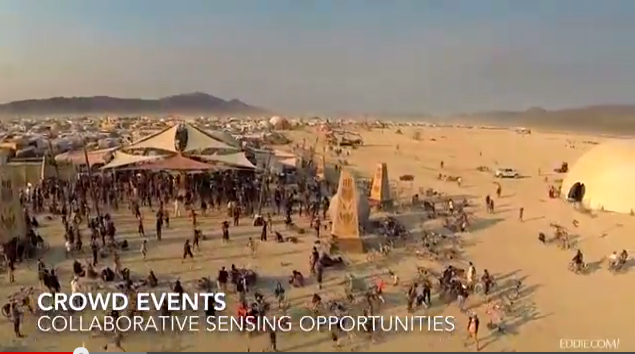 CROWD EVENTS
COLLABORATIVE SENSING OPPORTUNITIES
EDDIE.COM/